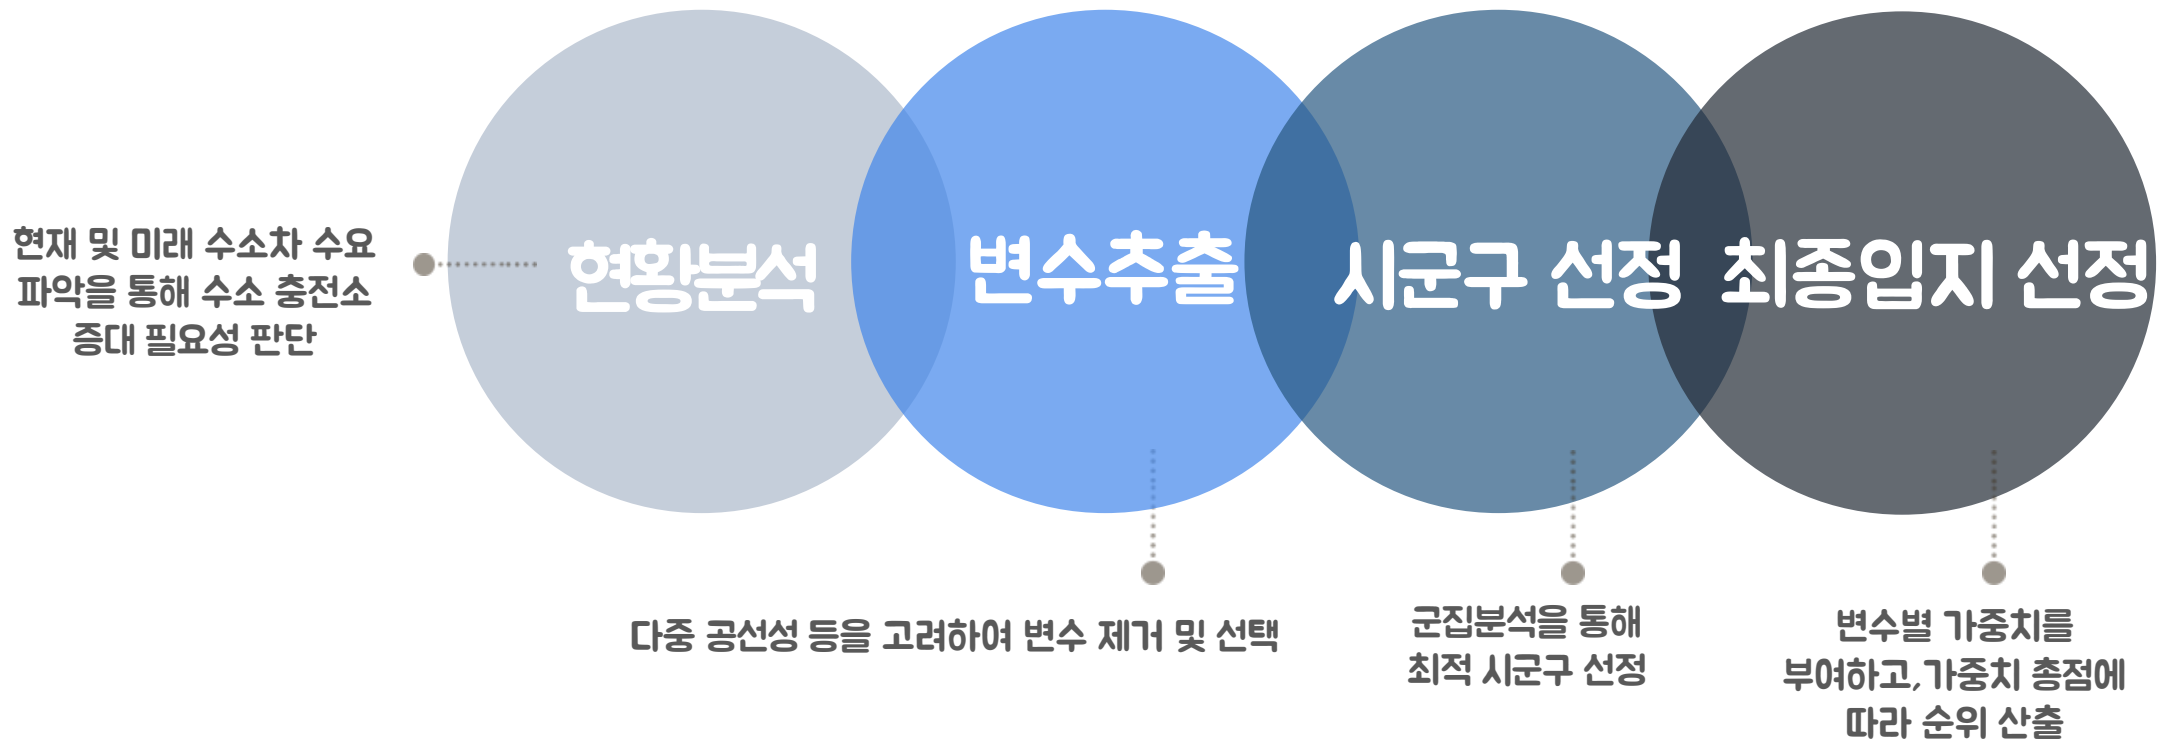 현황분석
변수추출
시군구 선정
최종입지 선정
현재 및 미래 수소차 수요
파악을 통해 수소 충전소
증대 필요성 판단
다중 공선성 등을 고려하여 변수 제거 및 선택
군집분석을 통해
최적 시군구 선정
변수별 가중치를
부여하고,가중치 총점에
따라 순위 산출